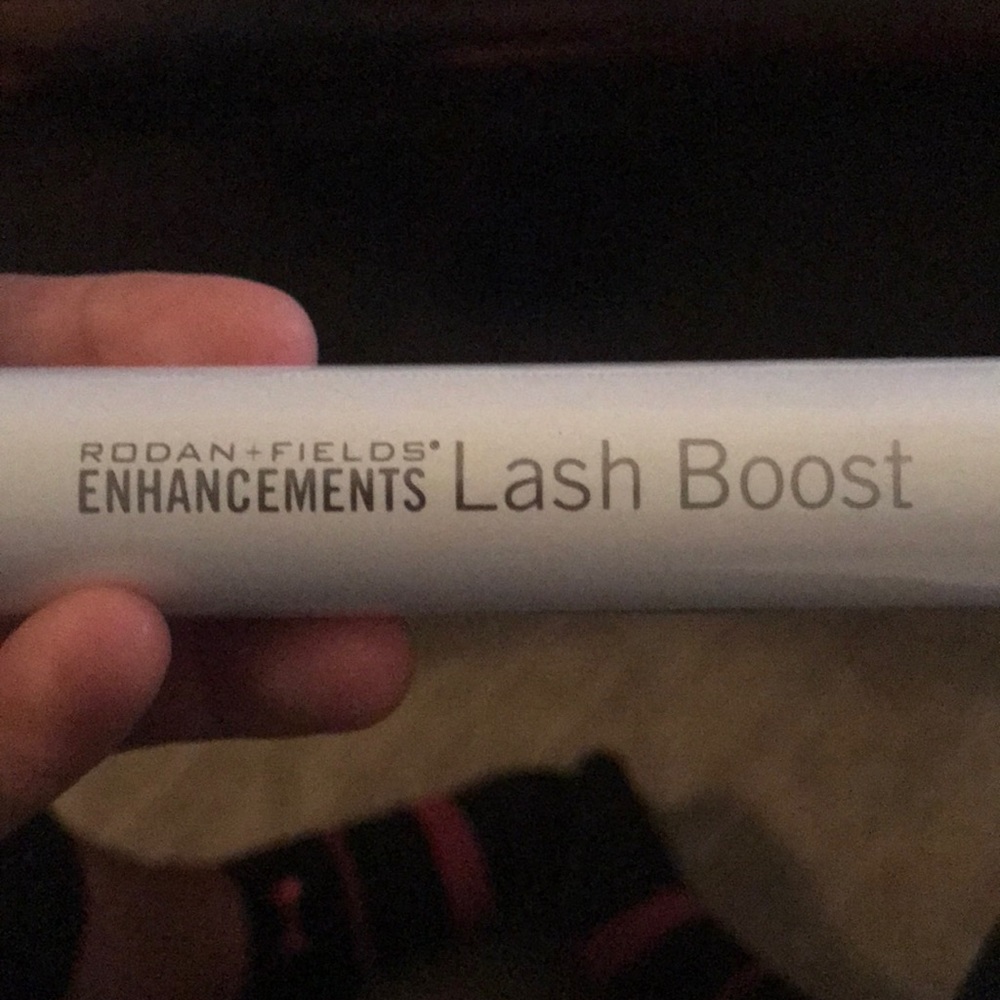 RODAN+FIELDS®
ENHANCEMENTS Lash Boost